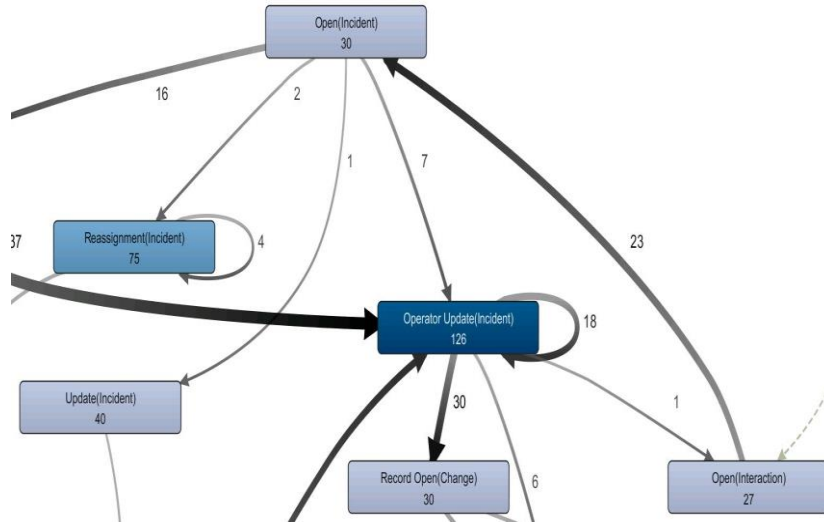 Open(Incident)
30
16
2
1
7
Reassignment(Incident)
75
4
37
23
Operator Update(Incident)
126
18
Update(Incident)
40
30
1
6
Record Open(Change)
30
Open(Interaction)
27